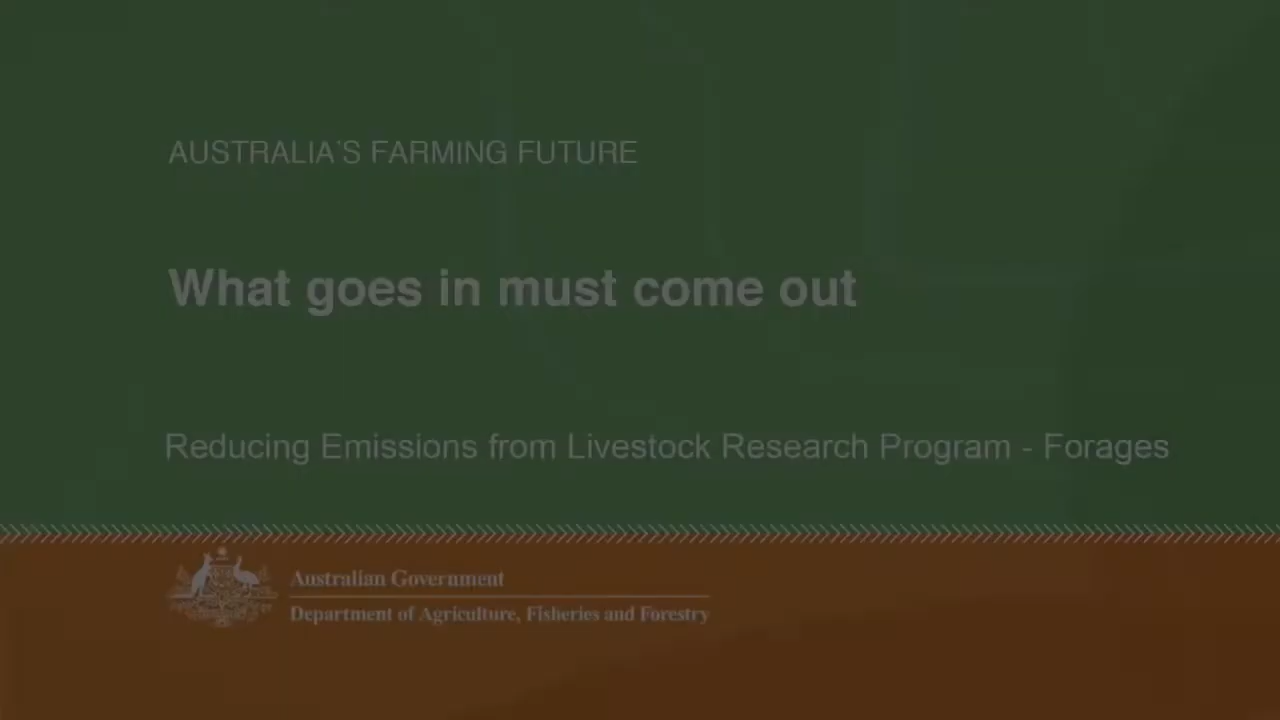 AUSTRALIA'S FARMING FUTURE
What goes in must come out
Reducing Emissions from Livestock Research Program - Forages
Australian Government
Department of Agriculture, Fisheries and Forestry